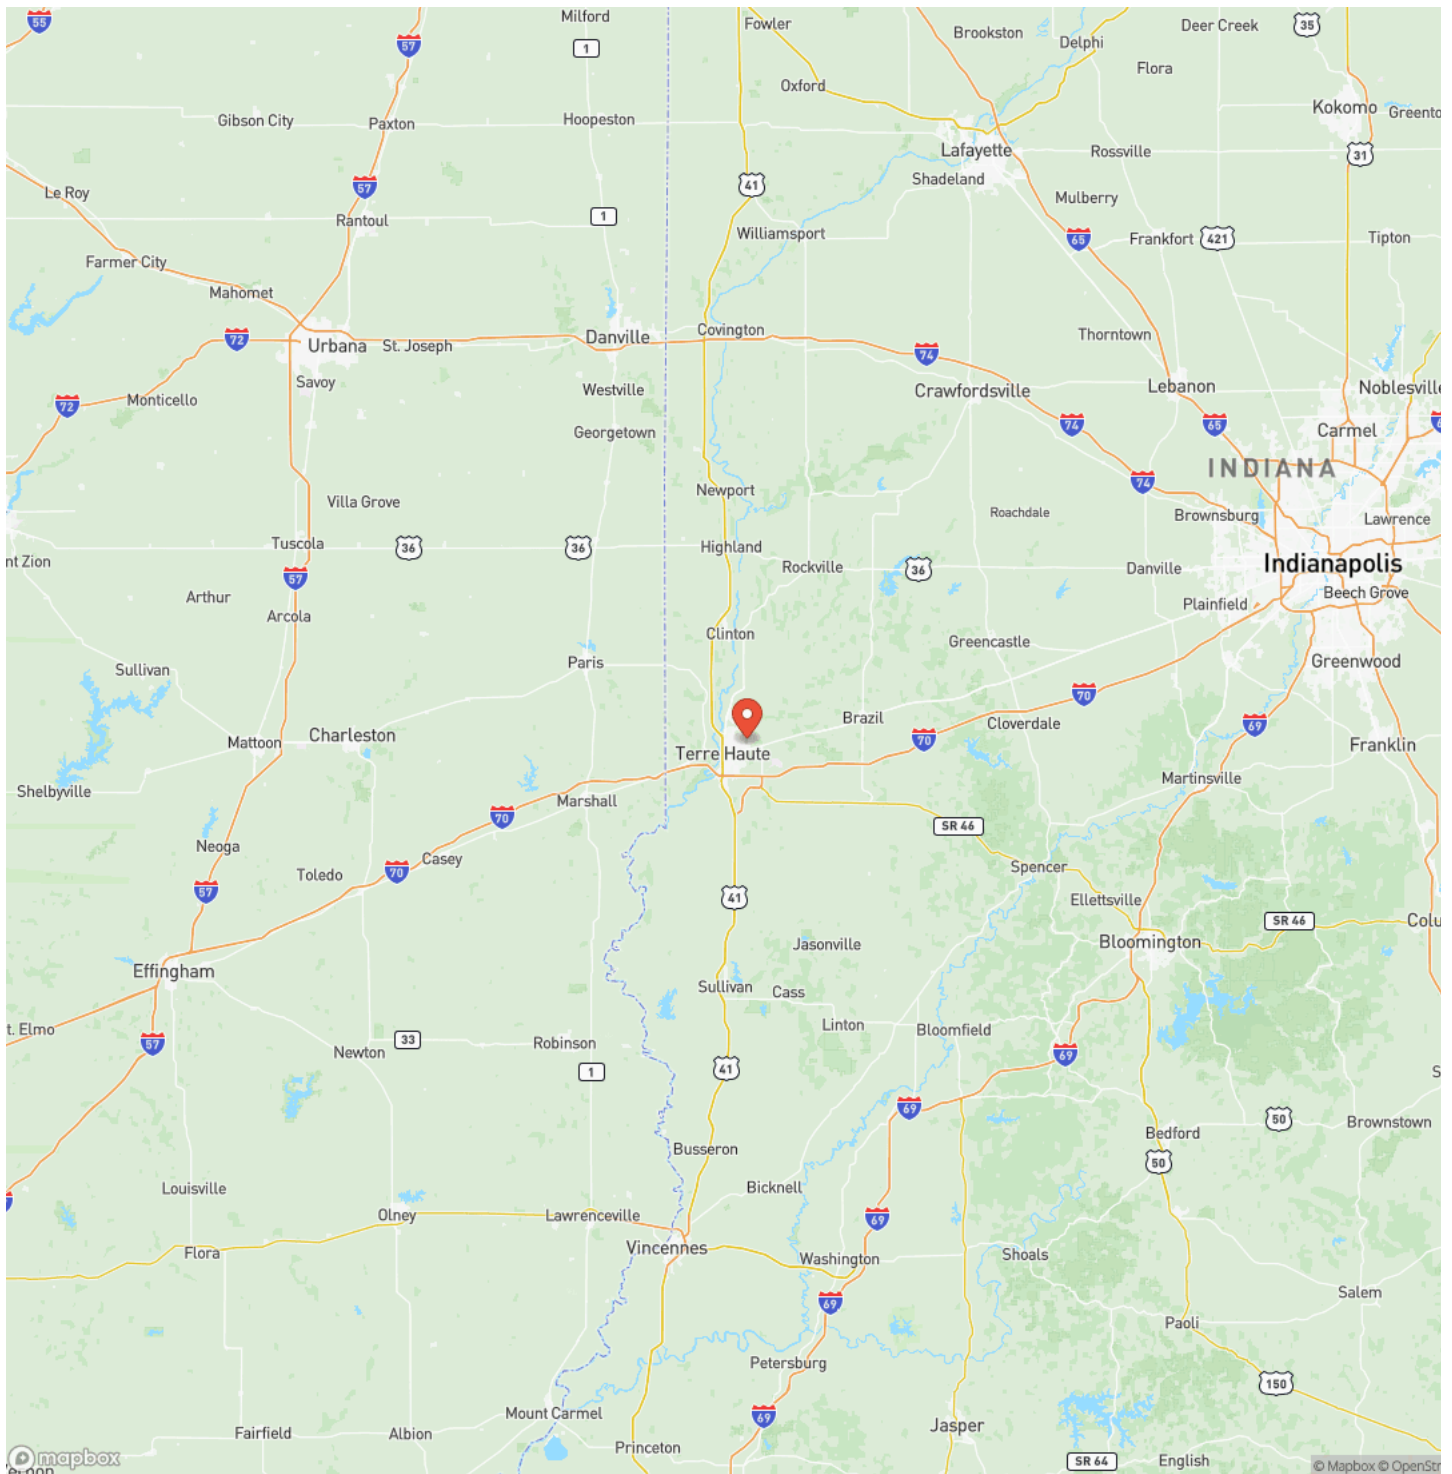 55
Milford
Fowler
Brookston
Deer Creek
35
57
1
Delphi
Flora
Oxford
Gibson City
Paxton
Hoopeston
Kokomo
Greento
Lafayette
Rossville
31
Le Roy
57
41
Shadeland
Mulberry
Rantoul
1
Williamsport
65
Frankfort
421
Tipton
Farmer City
Mahomet
72
Urbana
St. Joseph
Danville
Covington
74
Thorntown
Savoy
Westville
Crawfordsville
Lebanon
Noblesville
72
Monticello
Georgetown
74
65
Carmel
INDIANA
Newport
74
Villa Grove
Roachdale
Brownsburg
Lawrence
Tuscola
36
36
Highland
nt Zion
Rockville
36
Danville
Indianapolis
57
Arthur
Arcola
Plainfield
Beech Grove
Clinton
Greencastle
Sullivan
Paris
Greenwood
70
Brazil
Cloverdale
69
Mattoon
Charleston
Terre Haute
70
Franklin
Shelbyville
Marshall
Martinsville
70
SR 46
Neoga
Casey
Toledo
70
Spencer
57
41
Ellettsville
SR 46
Colu
Jasonville
Bloomington
Effingham
Sullivan
Cass
t. Elmo
57
33
Newton
Robinson
Linton
Bloomfield
69
1
41
S
69
50
Brownstown
Bedford
Busseron
50
Louisville
Bicknell
Olney
Lawrenceville
69
Flora
Vincennes
Washington
Shoals
69
Salem
Paoli
Petersburg
150
Mount Carmel
69
Fairfield
Albion
Jasper
Princeton
mapbox
SR 64
English
© Mapbox © OpenStr